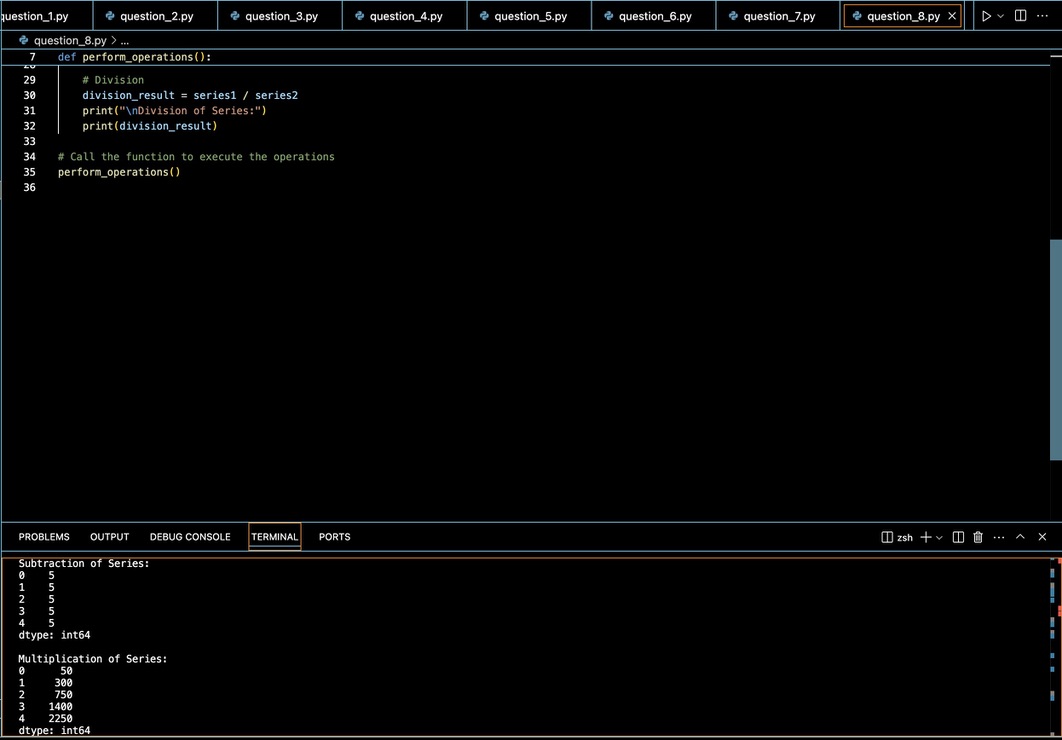 question_1.py question_2.py question_3.py question_4.py question_5.py question_6.py question_7.py question_8.py
question_8.py > ...
7 def perform_operations():
29 # Division
30 division_result = series1 / series2
31 print("\nDivision of Series:")
32 print(division_result)
33
34 # Call the function to execute the operations
35 perform_operations()
36
PROBLEMS OUTPUT DEBUG CONSOLE TERMINAL PORTS zsh
Subtraction of Series:
0 5
1 5
2 5
3 5
4 5
dtype: int64
Multiplication of Series:
0 50
1 300
2 750
3 1400
4 2250
dtype: int64